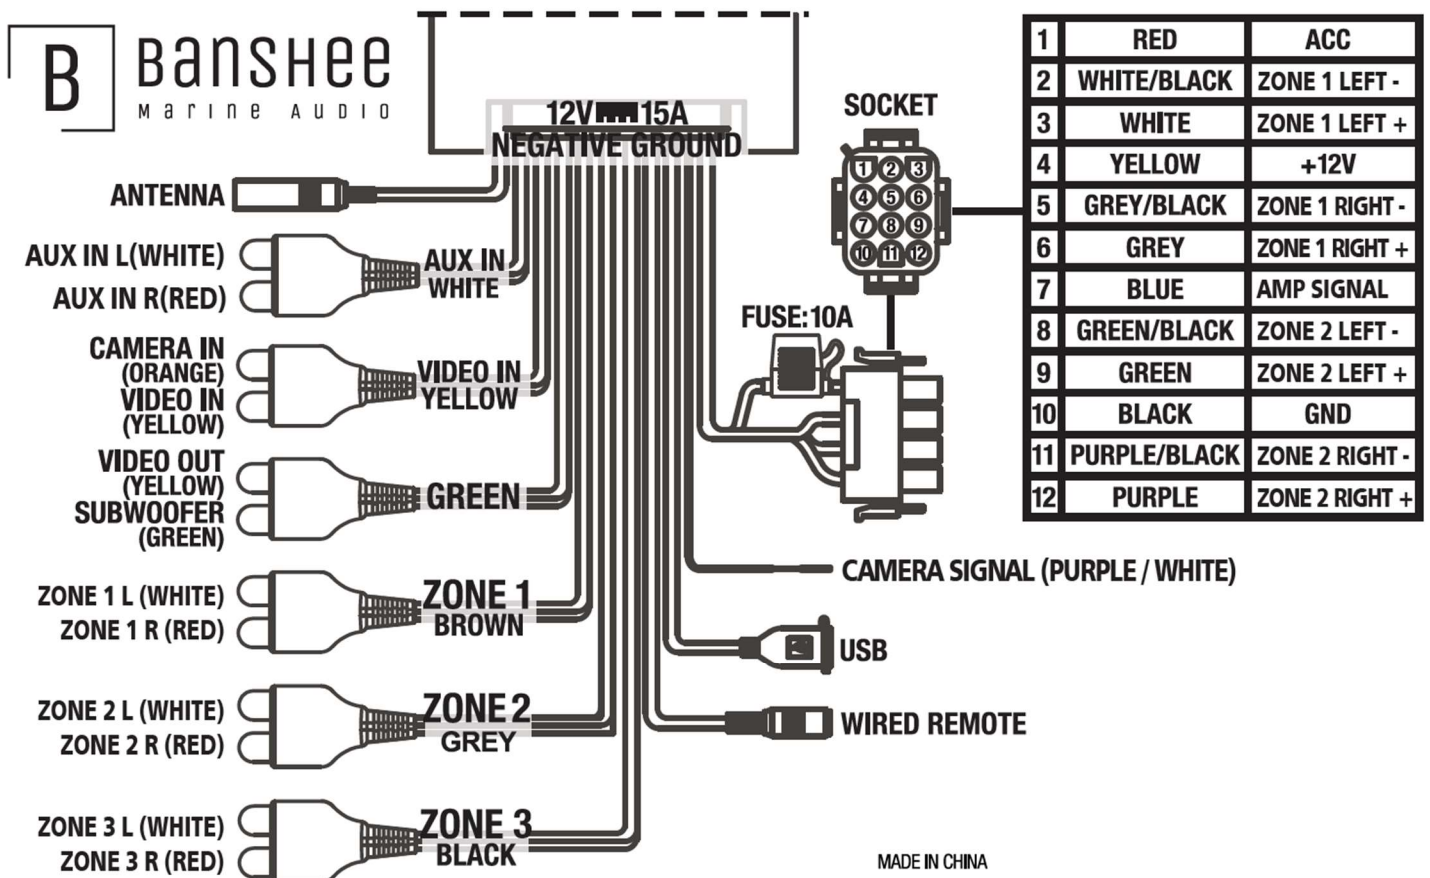 B BANSHEE
MARINE AUDIO
12V 15A
NEGATIVE GROUND
ANTENNA
AUX IN L(WHITE)
AUX IN R(RED)
AUX IN
WHITE
CAMERA IN
(ORANGE)
VIDEO IN
(YELLOW)
VIDEO IN
YELLOW
VIDEO OUT
(YELLOW)
SUBWOOFER
(GREEN)
GREEN
ZONE 1 L (WHITE)
ZONE 1 R (RED)
ZONE 1
BROWN
ZONE 2 L (WHITE)
ZONE 2 R (RED)
ZONE 2
GREY
ZONE 3 L (WHITE)
ZONE 3 R (RED)
ZONE 3
BLACK
SOCKET
1 2 3
4 5 6
7 8 9
10 11 12
FUSE:10A
CAMERA SIGNAL (PURPLE / WHITE)
USB
WIRED REMOTE
1 RED ACC
2 WHITE/BLACK ZONE 1 LEFT -
3 WHITE ZONE 1 LEFT +
4 YELLOW +12V
5 GREY/BLACK ZONE 1 RIGHT -
6 GREY ZONE 1 RIGHT +
7 BLUE AMP SIGNAL
8 GREEN/BLACK ZONE 2 LEFT -
9 GREEN ZONE 2 LEFT +
10 BLACK GND
11 PURPLE/BLACK ZONE 2 RIGHT -
12 PURPLE ZONE 2 RIGHT +
MADE IN CHINA